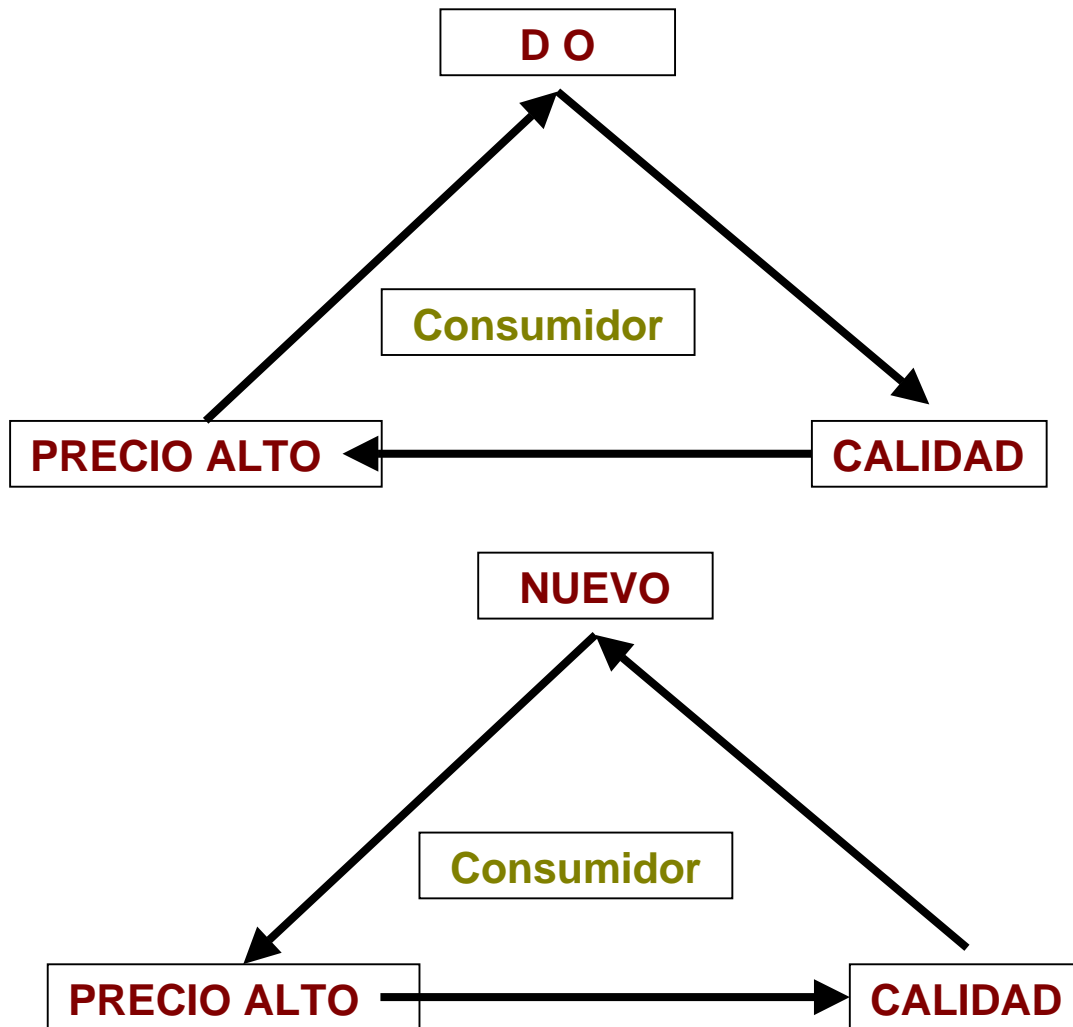 D O
Consumidor
PRECIO ALTO
CALIDAD
NUEVO
Consumidor
PRECIO ALTO
CALIDAD